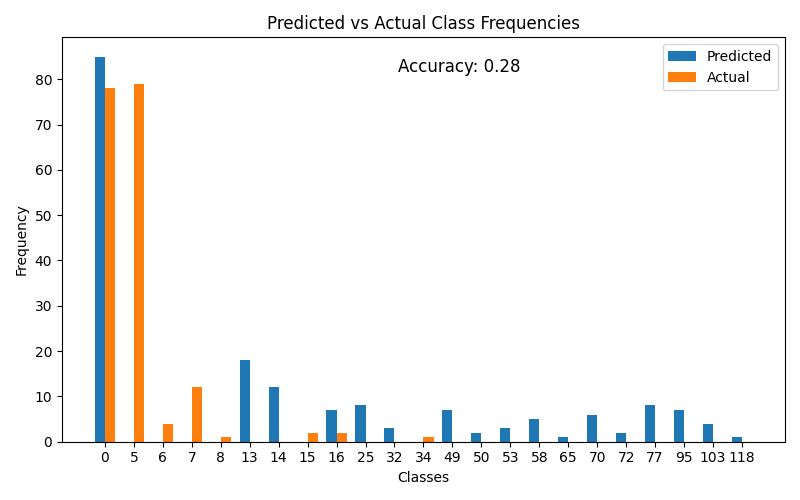 Predicted vs Actual Class Frequencies
Accuracy: 0.28
Predicted
Actual
Frequency
80
70
60
50
40
30
20
10
0
0 5 6 7 8 13 14 15 16 25 32 34 49 50 53 58 65 70 72 77 95 103 118
Classes